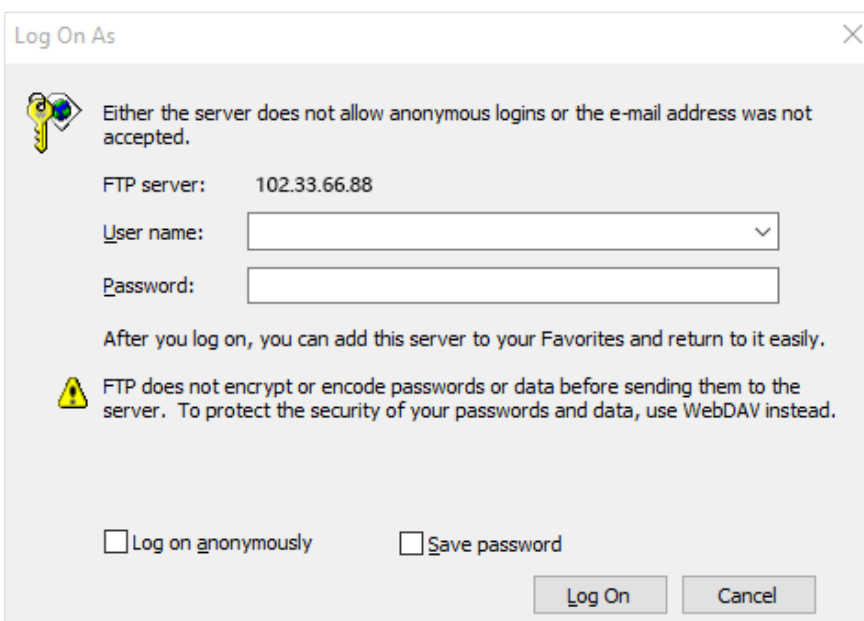 Log On As
Either the server does not allow anonymous logins or the e-mail address was not
accepted.
FTP server: 102.33.66.88
User name:
Password:
After you log on, you can add this server to your Favorites and return to it easily.
FTP does not encrypt or encode passwords or data before sending them to the
server. To protect the security of your passwords and data, use WebDAV instead.
Log on anonymously Save password
Log On Cancel